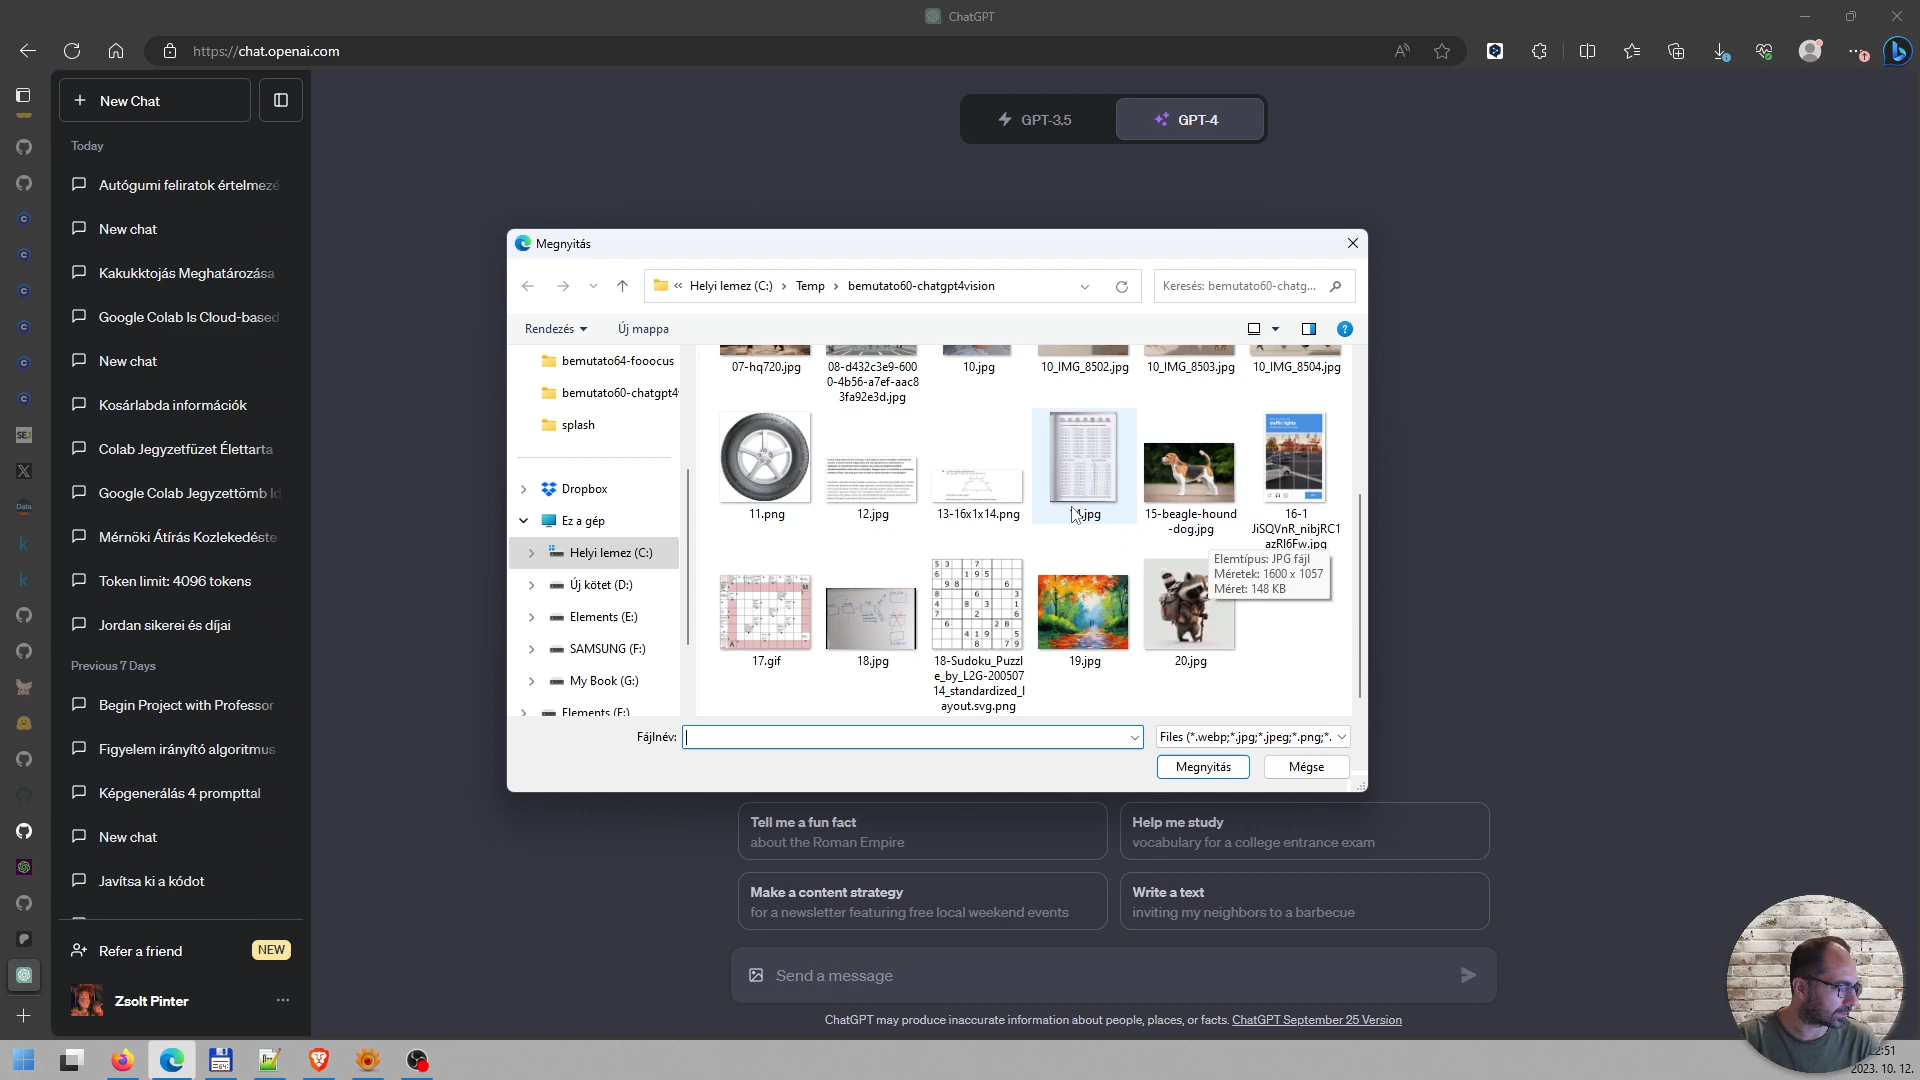 ChatGPT
https://chat.openai.com
New Chat
GPT-3.5
GPT-4
Today
Autógumi feliratok értelmezé
New chat
Kakukktojás Meghatározása
Google Colab Is Cloud-based
New chat
Kosárlabda információk
Colab Jegyzetfüzet Élettarta
Google Colab Jegyzettömb Id
Mérnöki Átírás Kozlekedéste
Token limit: 4096 tokens
Jordan sikerei és díjai
Previous 7 Days
Begin Project with Professor
Figyelem irányító algoritmus
Képgenerálás 4 prompttal
New chat
Javítsa ki a kódot
Refer a friend
NEW
Zsolt Pinter
Megnyitás
« Helyi lemez (C:) › Temp › bemutato60-chatgpt4vision
Keresés: bemutato60-chatg...
Rendezés
Új mappa
bemutato64-fooocus
bemutato60-chatgpt4
splash
Dropbox
Ez a gép
Helyi lemez (C:)
Új kötet (D:)
Elements (E:)
SAMSUNG (F:)
My Book (G:)
Elements (E:)
07-hq720.jpg
08-d432c3e9-600
0-4b56-a7ef-aac8
3fa92e3d.jpg
10.jpg
10_IMG_8502.jpg
10_IMG_8503.jpg
10_IMG_8504.jpg
11.png
12.jpg
13-16x1x14.png
.jpg
15-beagle-hound
-dog.jpg
16-1
JiSQVnR_nibjRC1
azRl6Fw.jpg
Elemtípus: JPG fájl
Méretek: 1600 x 1057
Méret: 148 KB
17.gif
18.jpg
18-Sudoku_Puzzl
e_by_L2G-200507
14_standardized_l
ayout.svg.png
19.jpg
20.jpg
Fájlnév:
Files (*.webp;*.jpg;*.jpeg;*.png;*.
Megnyitás
Mégse
Tell me a fun fact
about the Roman Empire
Help me study
vocabulary for a college entrance exam
Make a content strategy
for a newsletter featuring free local weekend events
Write a text
inviting my neighbors to a barbecue
Send a message
ChatGPT may produce inaccurate information about people, places, or facts. ChatGPT September 25 Version
2023. 10. 12.